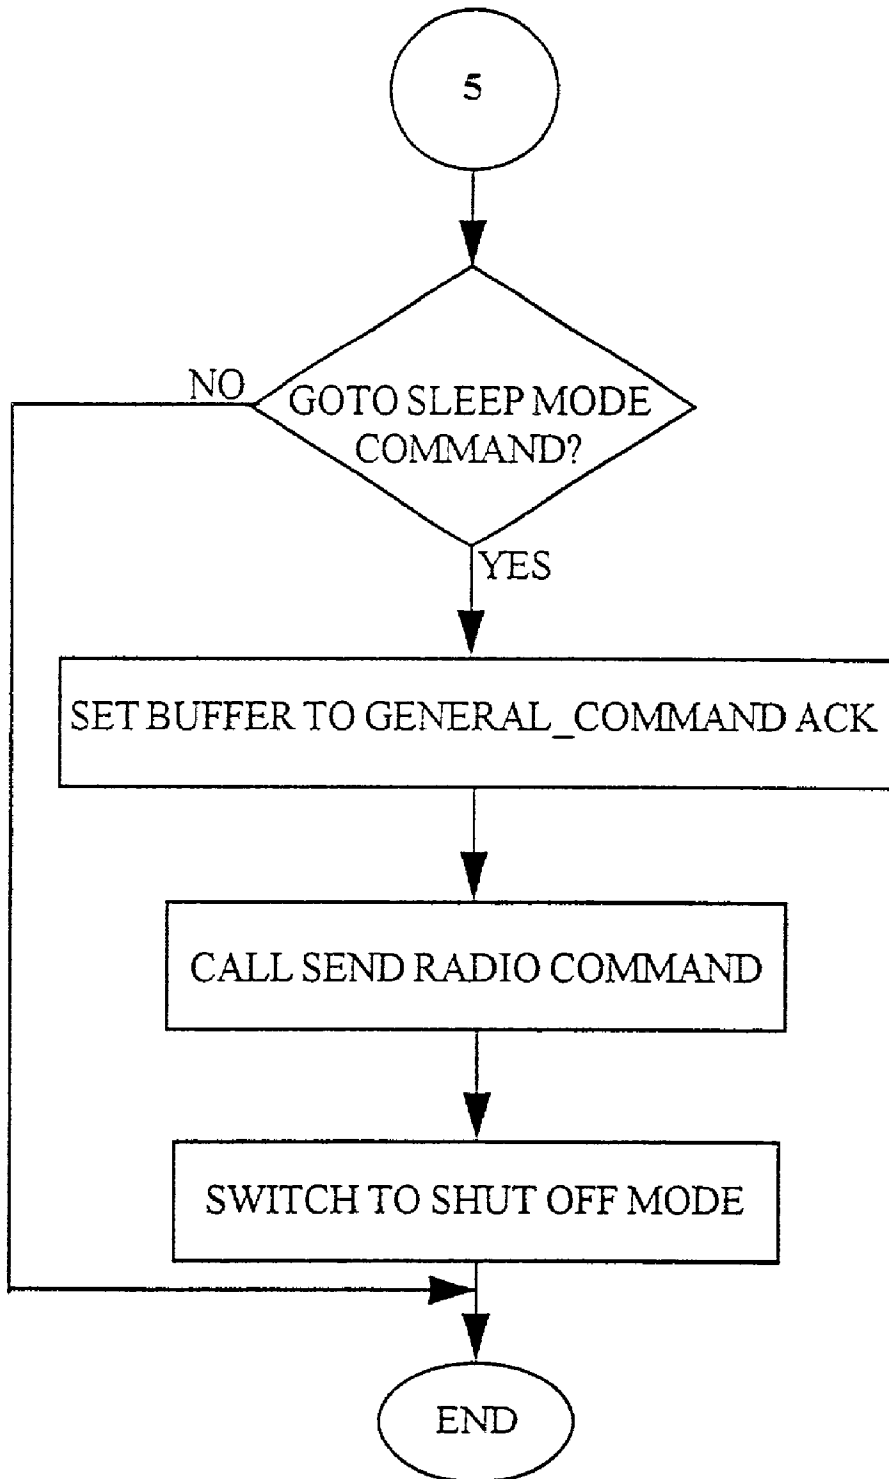 5
NO
GOTO SLEEP MODE
COMMAND?
YES
SET BUFFER TO GENERAL_COMMAND ACK
CALL SEND RADIO COMMAND
SWITCH TO SHUT OFF MODE
END